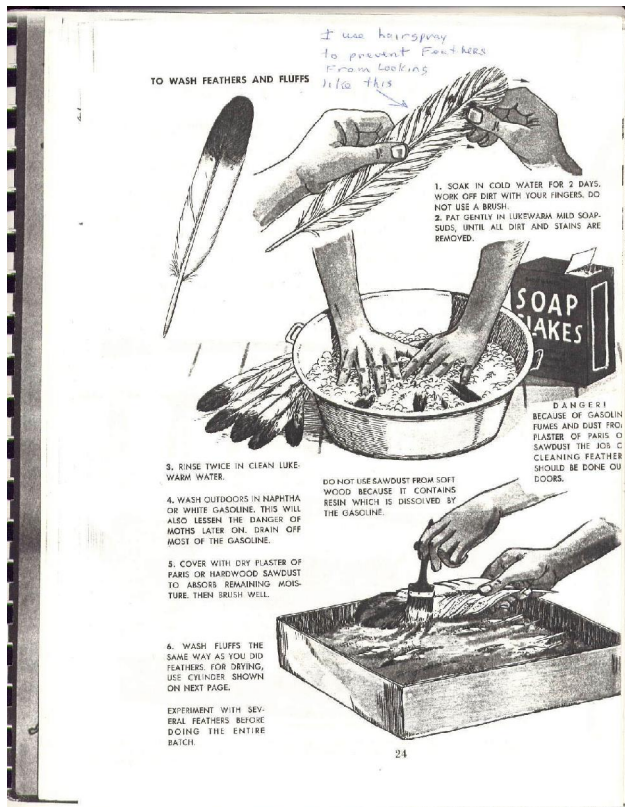 I use hairspray
to prevent Feathers
From Looking
like this
TO WASH FEATHERS AND FLUFFS
1. SOAK IN COLD WATER FOR 2 DAYS.
WORK OFF DIRT WITH YOUR FINGERS. DO
NOT USE A BRUSH.
2. PAT GENTLY IN LUKEWARM MILD SOAP-
SUDS, UNTIL ALL DIRT AND STAINS ARE
REMOVED.
SOAP
FLAKES
DANGER!
BECAUSE OF GASOLIN
FUMES AND DUST FRO
PLASTER OF PARIS O
SAWDUST THE JOB O
CLEANING FEATHER
SHOULD BE DONE OU
DOORS.
3. RINSE TWICE IN CLEAN LUKE-
WARM WATER.
4. WASH OUTDOORS IN NAPHTHA
OR WHITE GASOLINE. THIS WILL
ALSO LESSEN THE DANGER OF
MOTHS LATER ON. DRAIN OFF
MOST OF THE GASOLINE.
5. COVER WITH DRY PLASTER OF
PARIS OR HARDWOOD SAWDUST
TO ABSORB REMAINING MOIS-
TURE. THEN BRUSH WELL.
DO NOT USE SAWDUST FROM SOFT
WOOD BECAUSE IT CONTAINS
RESIN WHICH IS DISSOLVED BY
THE GASOLINE.
6. WASH FLUFFS THE
SAME WAY AS YOU DID
FEATHERS. FOR DRYING,
USE CYLINDER SHOWN
ON NEXT PAGE.
EXPERIMENT WITH SEV-
ERAL FEATHERS BEFORE
DOING THE ENTIRE
BATCH.
24